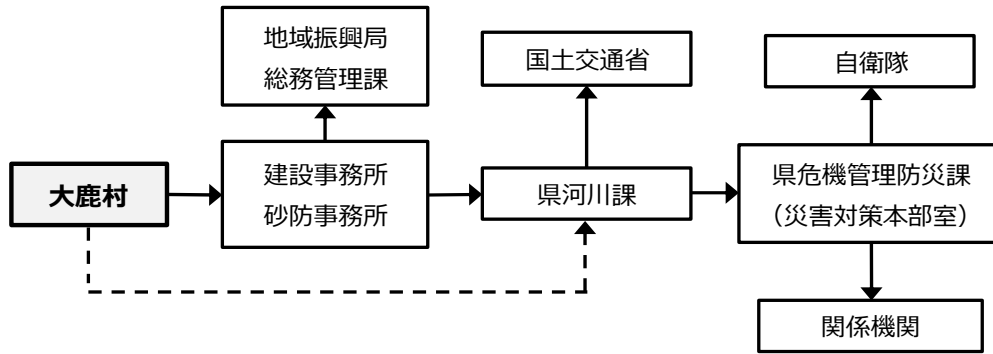 地域振興局
総務管理課
国土交通省
自衛隊
大鹿村
建設事務所
砂防事務所
県河川課
県危機管理防災課
（災害対策本部室）
関係機関